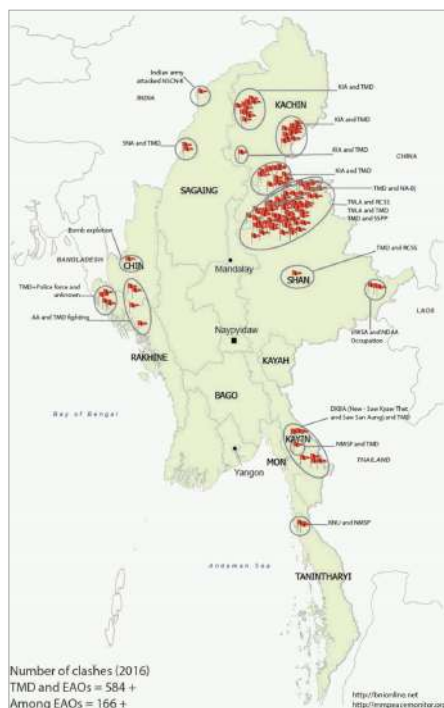 Indian army
attacked NSCN-K
INDIA
KIA and TMD
KACHIN
KIA and TMD
SNA and TMD
KIA and TMD
CHINA
KIA and TMD
SAGAING
TMD and NA-B)
TNLA and RCSS
TNLA and TMD
TMD and SSPP
Bomb explotion
BANGLADESH
CHIN
Mandalay
TMD and RCSS
SHAN
TMD+Police force and
unknown
LAOS
AA and TMD fighting
UWSA and NDAA
Occupation
Naypyidaw
RAKHINE
KAYAH
BAGO
DKBA (New - Saw Kyaw Thet
and Saw San Aung) and TMD
Bay of Bengal
KAYIN
NMSP and TMD
MON
THAILAND
Yangon
KNU and NMSP
Andaman Sea
TANINTHARYI
Number of clashes (2016)
TMD and EAOs = 584 +
Among EAOs = 166 +
http://bnionline.net
http://mmpeacemonitor.org